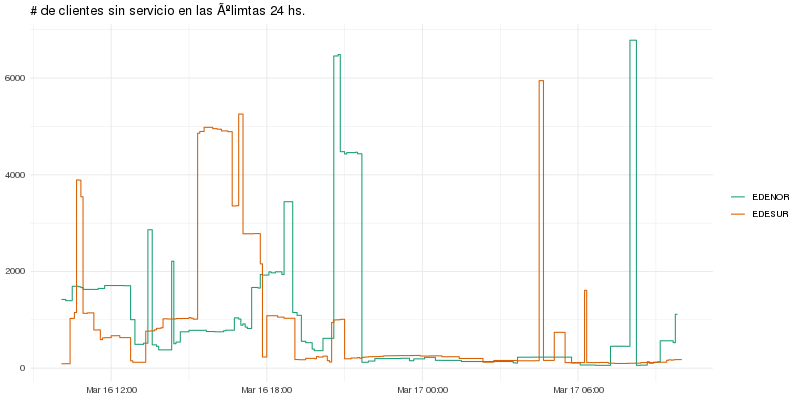 # de clientes sin servicio en las Ãºlimtas 24 hs.
6000
4000
2000
0
Mar 16 12:00
Mar 16 18:00
Mar 17 00:00
Mar 17 06:00
EDENOR
EDESUR